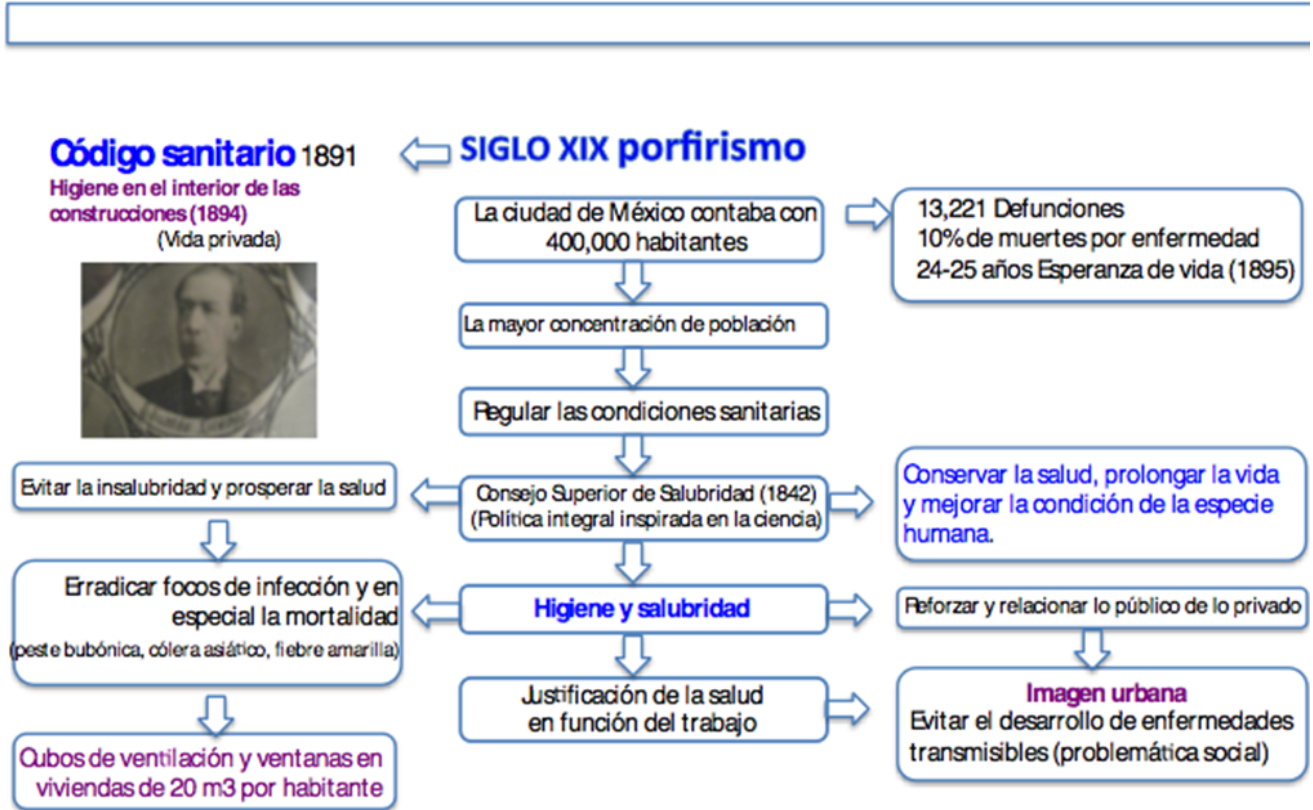 Código sanitario 1891
Higiene en el interior de las
construcciones (1894)
(Vida privada)
SIGLO XIX porfirismo
La ciudad de México contaba con
400,000 habitantes
13,221 Defunciones
10% de muertes por enfermedad
24-25 años Esperanza de vida (1895)
La mayor concentración de población
Regular las condiciones sanitarias
Evitar la insalubridad y prosperar la salud
Consejo Superior de Salubridad (1842)
(Política integral inspirada en la ciencia)
Conservar la salud, prolongar la vida
y mejorar la condición de la especie
humana.
Erradicar focos de infección y en
especial la mortalidad
(peste bubónica, cólera asiático, fiebre amarilla)
Higiene y salubridad
Reforzar y relacionar lo público de lo privado
Justificación de la salud
en función del trabajo
Imagen urbana
Evitar el desarrollo de enfermedades
transmisibles (problemática social)
Cubos de ventilación y ventanas en
viviendas de 20 m3 por habitante